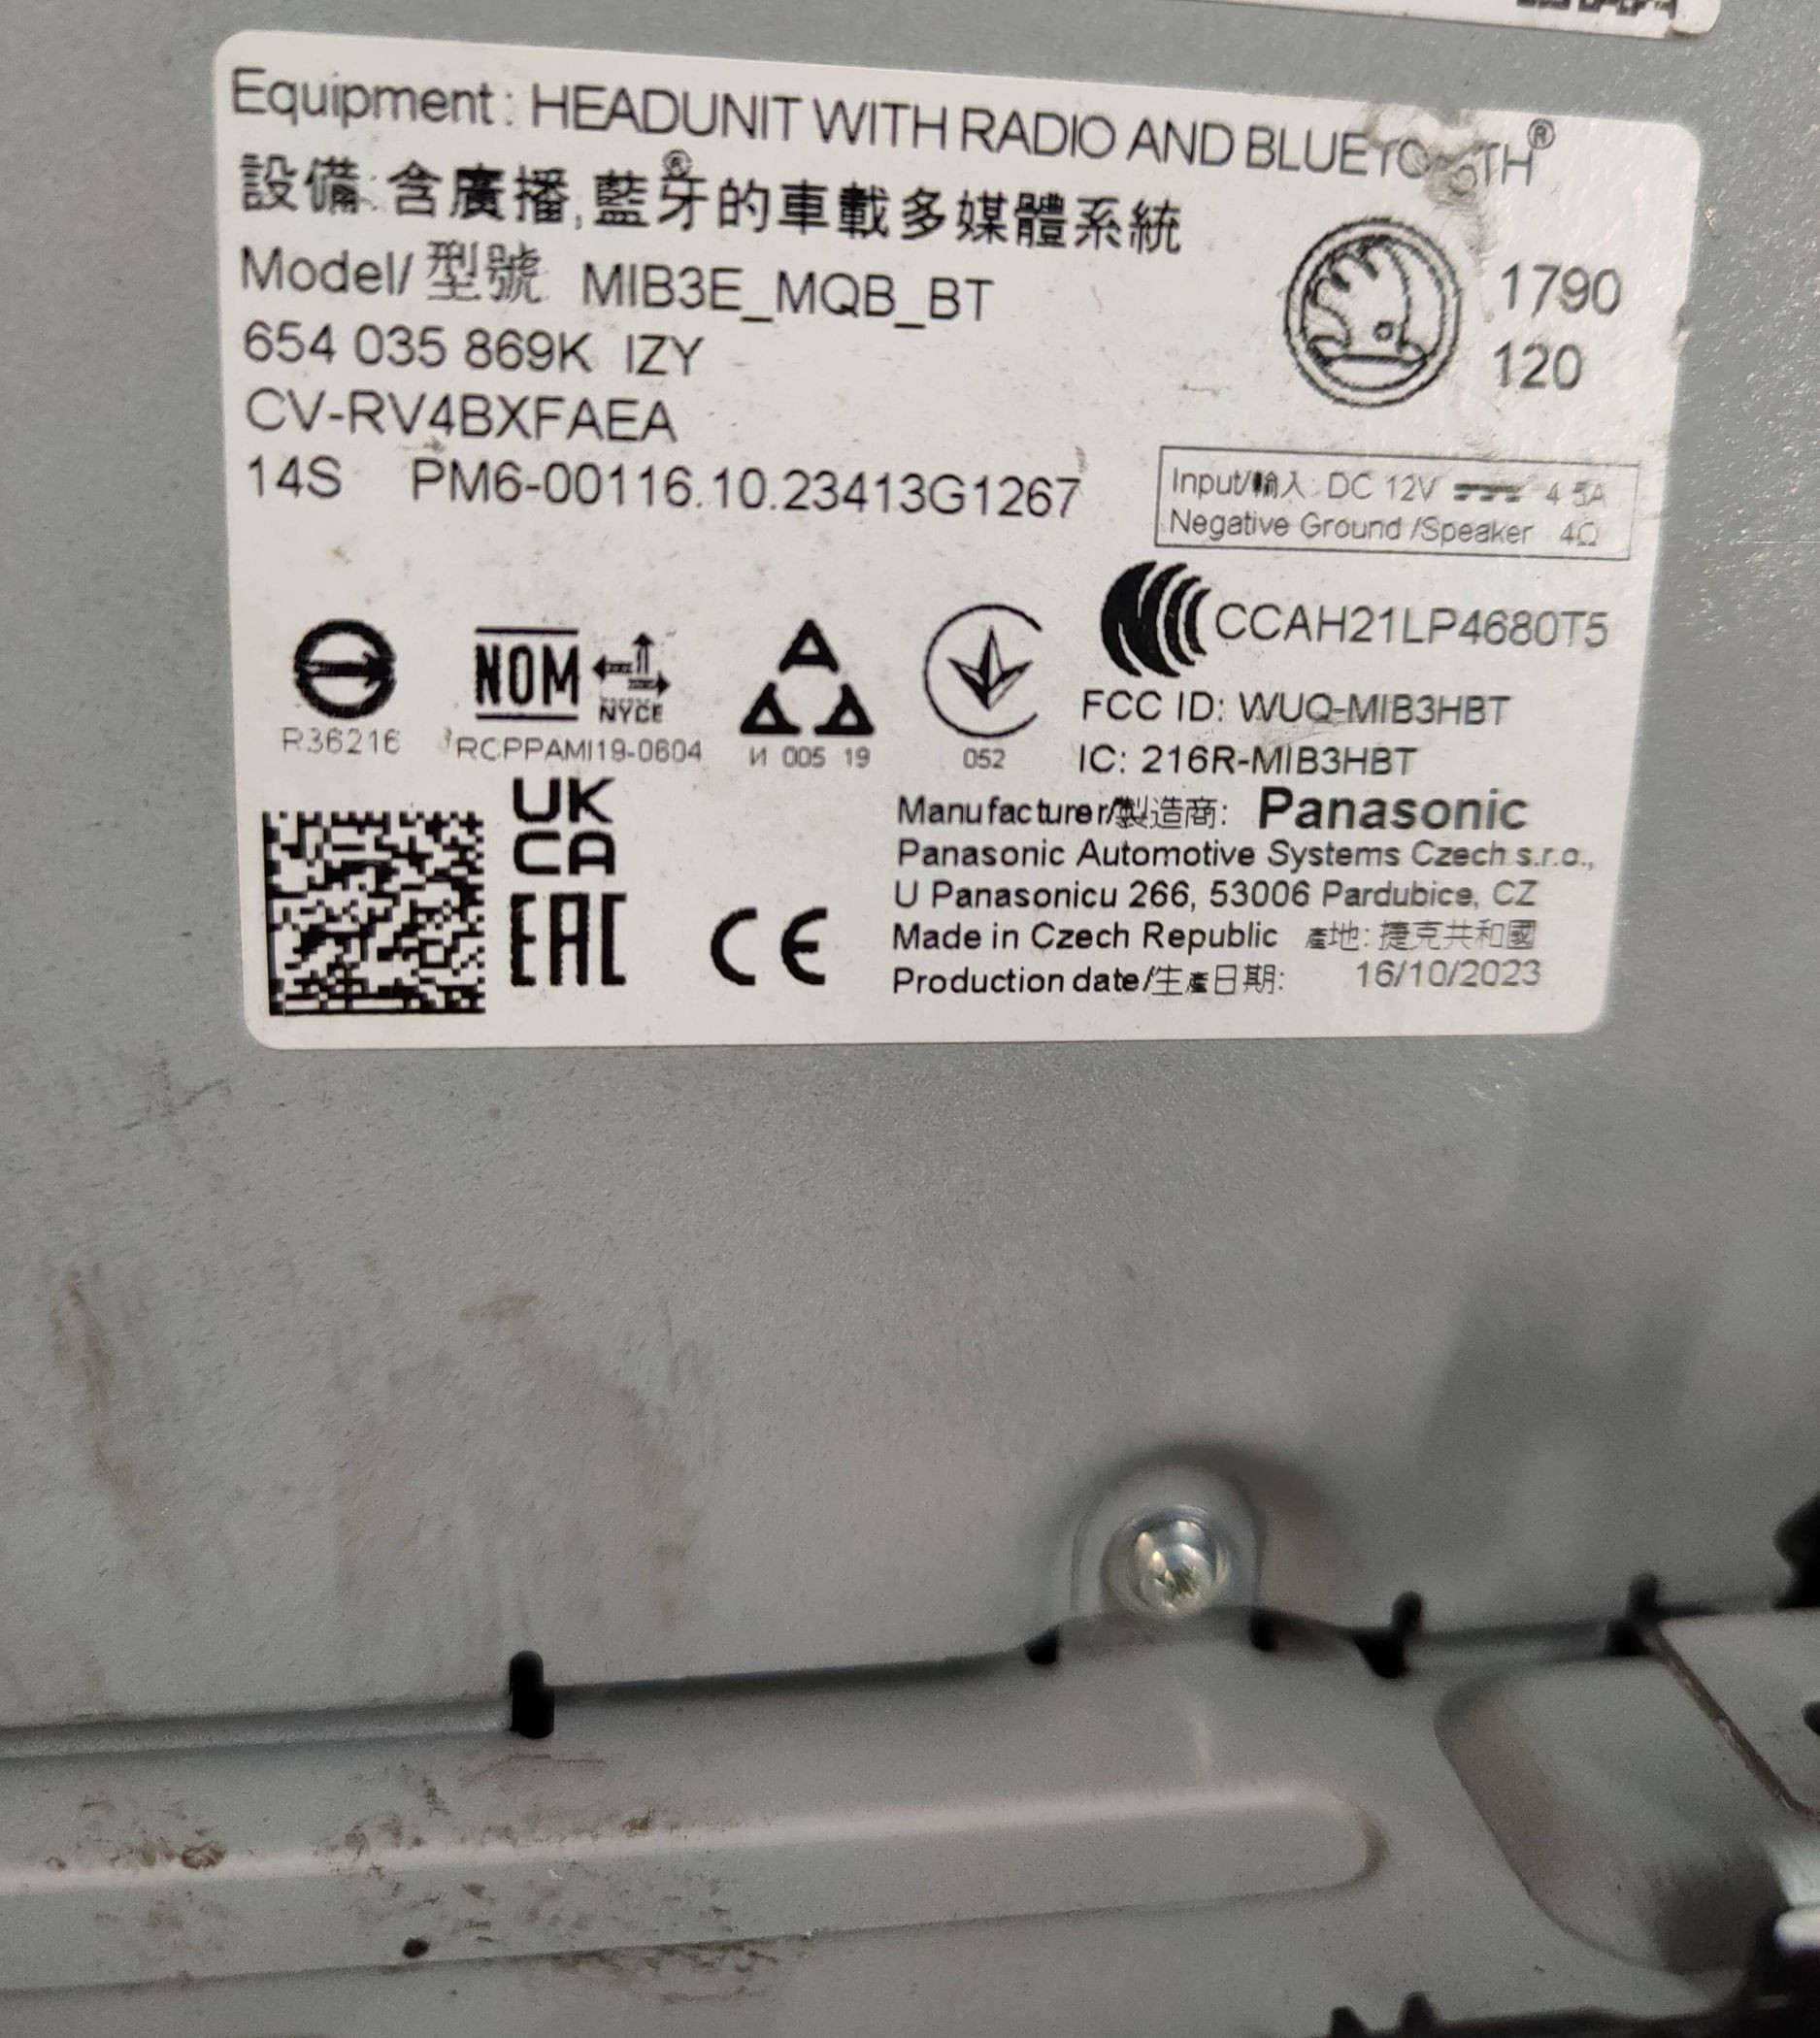 Equipment: HEADUNIT WITH RADIO AND BLUETOOTH®
設備:含廣播,藍牙®的車載多媒體系統
Model/型號 MIB3E_MQB_BT
654 035 869K IZY
CV-RV4BXFAEA
14S PM6-00116.10.23413G1267
1790
120
Input/輸入: DC 12V 4.5A
Negative Ground /Speaker 4Ω
R36216
NOM
NYCE
RCPPAMI19-0604
И 005 19
052
CCAH21LP4680T5
FCC ID: WUQ-MIB3HBT
IC: 216R-MIB3HBT
UK
CA
EAC
CE
Manufacturer/製造商: Panasonic
Panasonic Automotive Systems Czech s.r.o.,
U Panasonicu 266, 53006 Pardubice, CZ
Made in Czech Republic 產地: 捷克共和國
Production date/生產日期: 16/10/2023